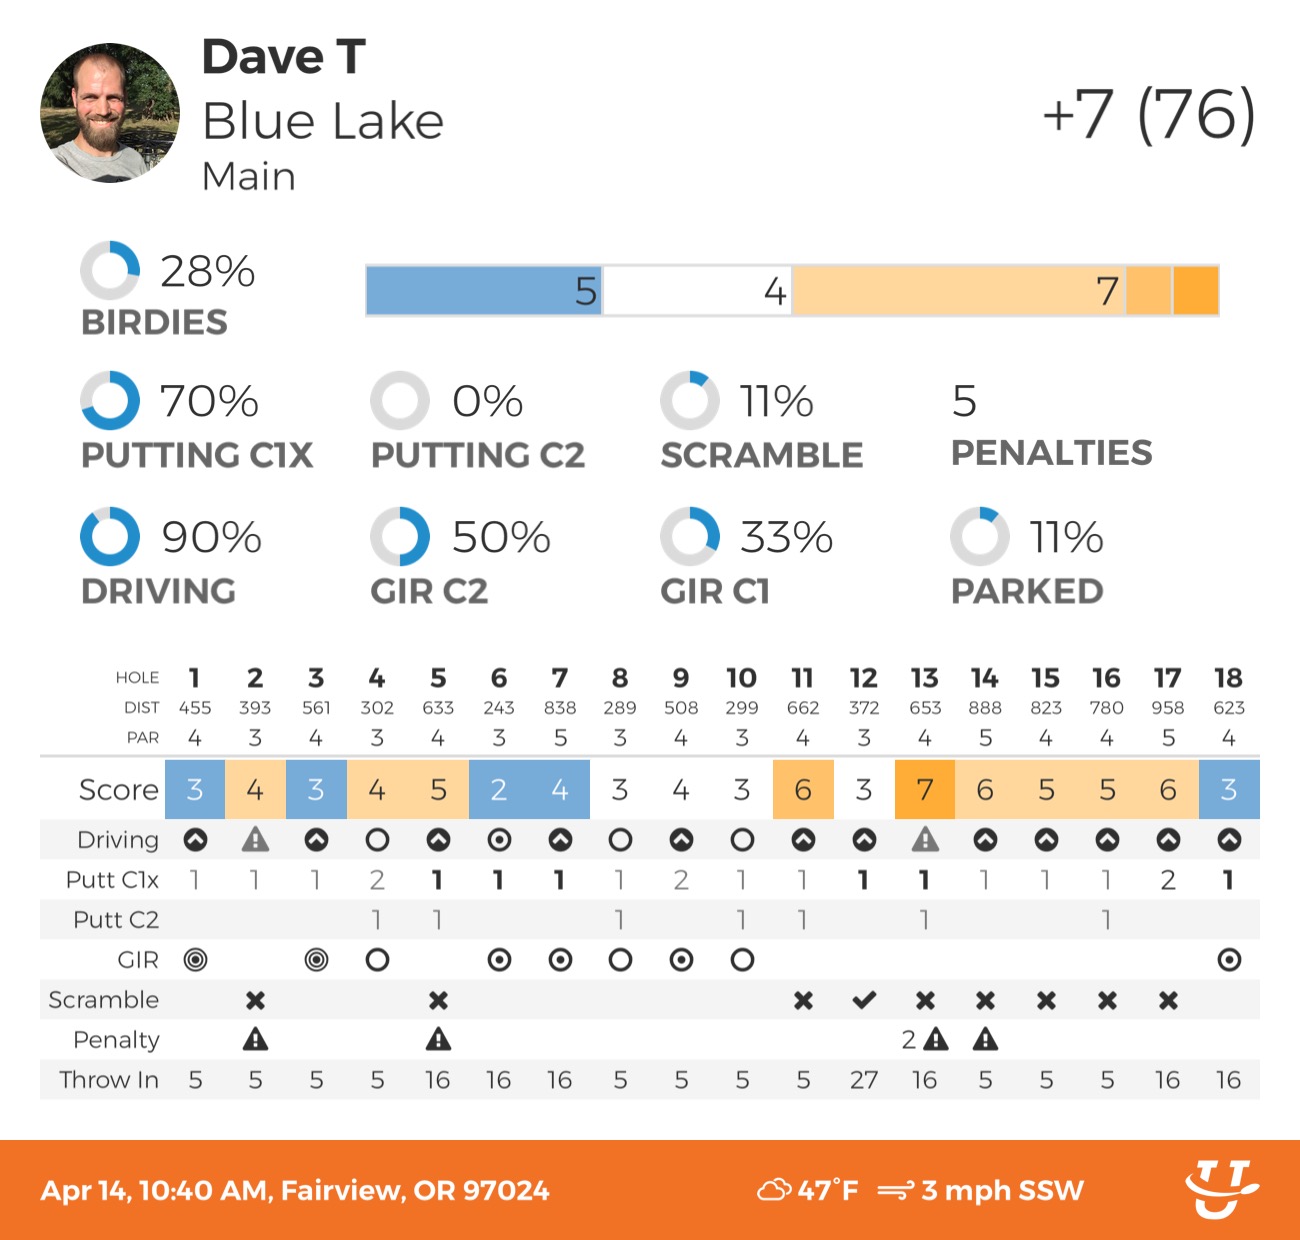 Dave T
Blue Lake
Main
+7 (76)
28%
BIRDIES
5 4 7
70% 0% 11% 5
PUTTING C1X PUTTING C2 SCRAMBLE PENALTIES
90% 50% 33% 11%
DRIVING GIR C2 GIR C1 PARKED
HOLE 1 2 3 4 5 6 7 8 9 10 11 12 13 14 15 16 17 18
DIST 455 393 561 302 633 243 838 289 508 299 662 372 653 888 823 780 958 623
PAR 4 3 4 3 4 3 5 3 4 3 4 3 4 5 4 4 5 4
Score 3 4 3 4 5 2 4 3 4 3 6 3 7 6 5 5 6 3
Driving
Putt C1x 1 1 1 2 1 1 1 1 2 1 1 1 1 1 1 1 2 1
Putt C2 1 1 1 1 1 1 1
GIR
Scramble
Penalty 2
Throw In 5 5 5 5 16 16 16 5 5 5 5 27 16 5 5 5 16 16
Apr 14, 10:40 AM, Fairview, OR 97024 47°F 3 mph SSW